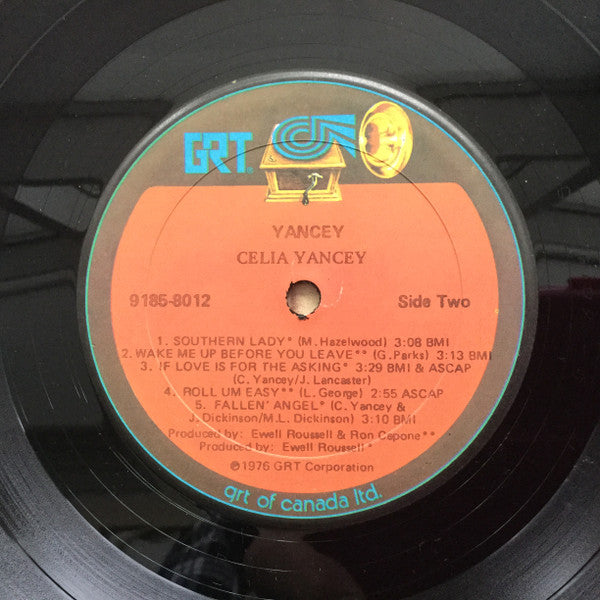 GRT®
YANCEY
CELIA YANCEY
9185-8012 Side Two
1. SOUTHERN LADY* (M. Hazelwood) 3:08 BMI
2. WAKE ME UP BEFORE YOU LEAVE** (G. Parks) 3:13 BMI
3. IF LOVE IS FOR THE ASKING* 3:29 BMI & ASCAP
(C. Yancey/J. Lancaster)
4. ROLL UM EASY** (L. George) 2:55 ASCAP
5. FALLEN' ANGEL* (C. Yancey &
J. Dickinson/M.L. Dickinson) 3:10 BMI
Produced by: Ewell Roussell & Ron Capone**
Produced by: Ewell Roussell*
℗1976 GRT Corporation
grt of canada ltd.